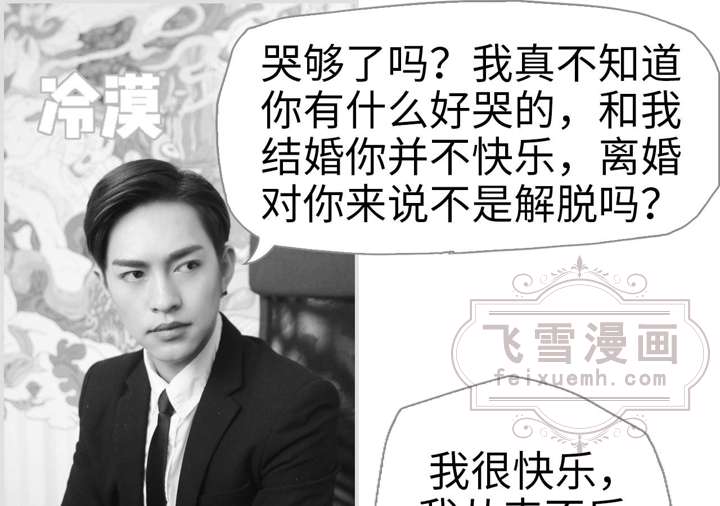 冷漠
哭够了吗？我真不知道
你有什么好哭的，和我
结婚你并不快乐，离婚
对你来说不是解脱吗？
飞雪漫画
feixuemh.com
我很快乐，